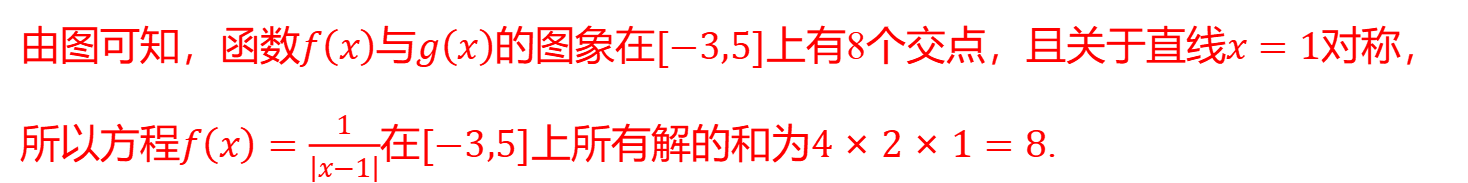 由图可知，函数f(x)与g(x)的图象在[−3,5]上有8个交点，且关于直线x = 1对称，
所以方程f(x) = \frac{1}{|x−1|}在[−3,5]上所有解的和为4 × 2 × 1 = 8.